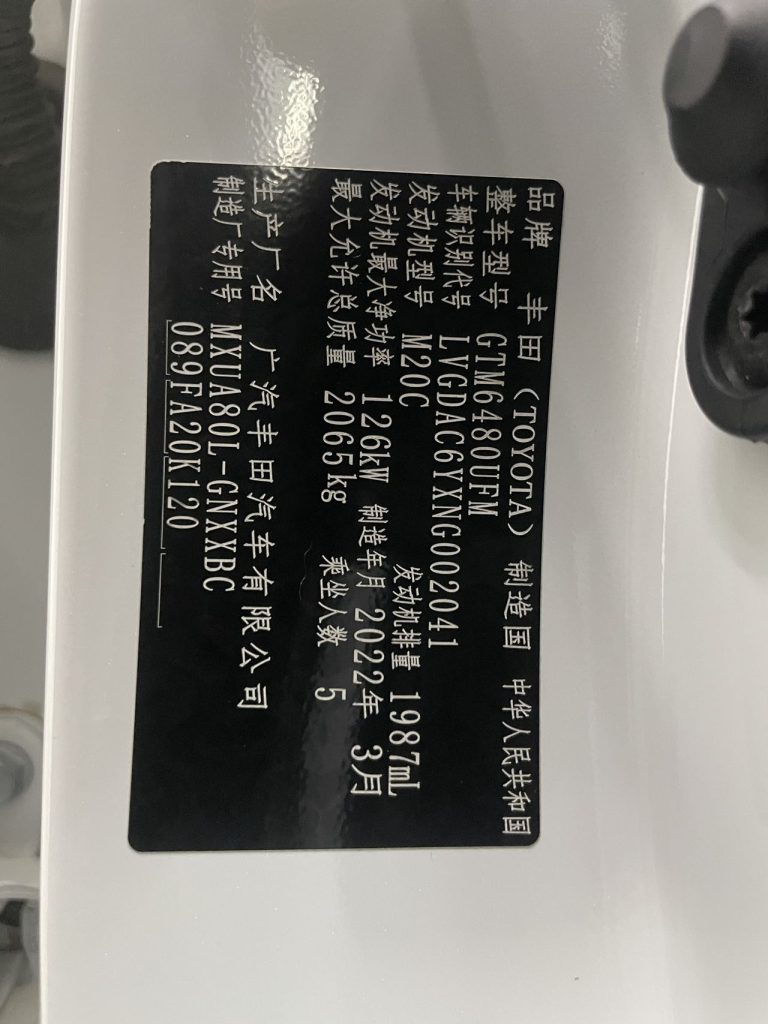 品牌 丰田 (TOYOTA) 制造国 中华人民共和国
整车型号 GTM6480UFM
车辆识别代号 LVGDAC6YXNG002041
发动机型号 M20C 发动机排量 1987mL
发动机最大净功率 126kW 制造年月 2022年 3月
最大允许总质量 2065kg 乘坐人数 5
生产厂名 广汽丰田汽车有限公司
制造厂专用号 MXUA80L-GNXXBC
089FA20K120